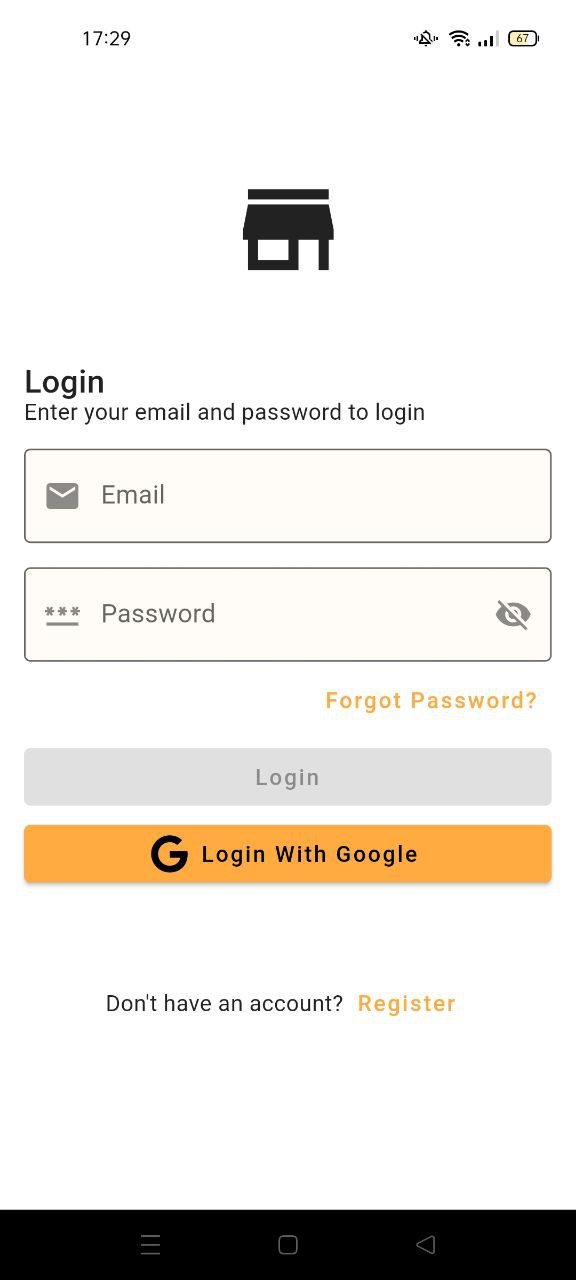 17:29
67
Login
Enter your email and password to login
Email
*** Password
Forgot Password?
Login
G Login With Google
Don't have an account? Register